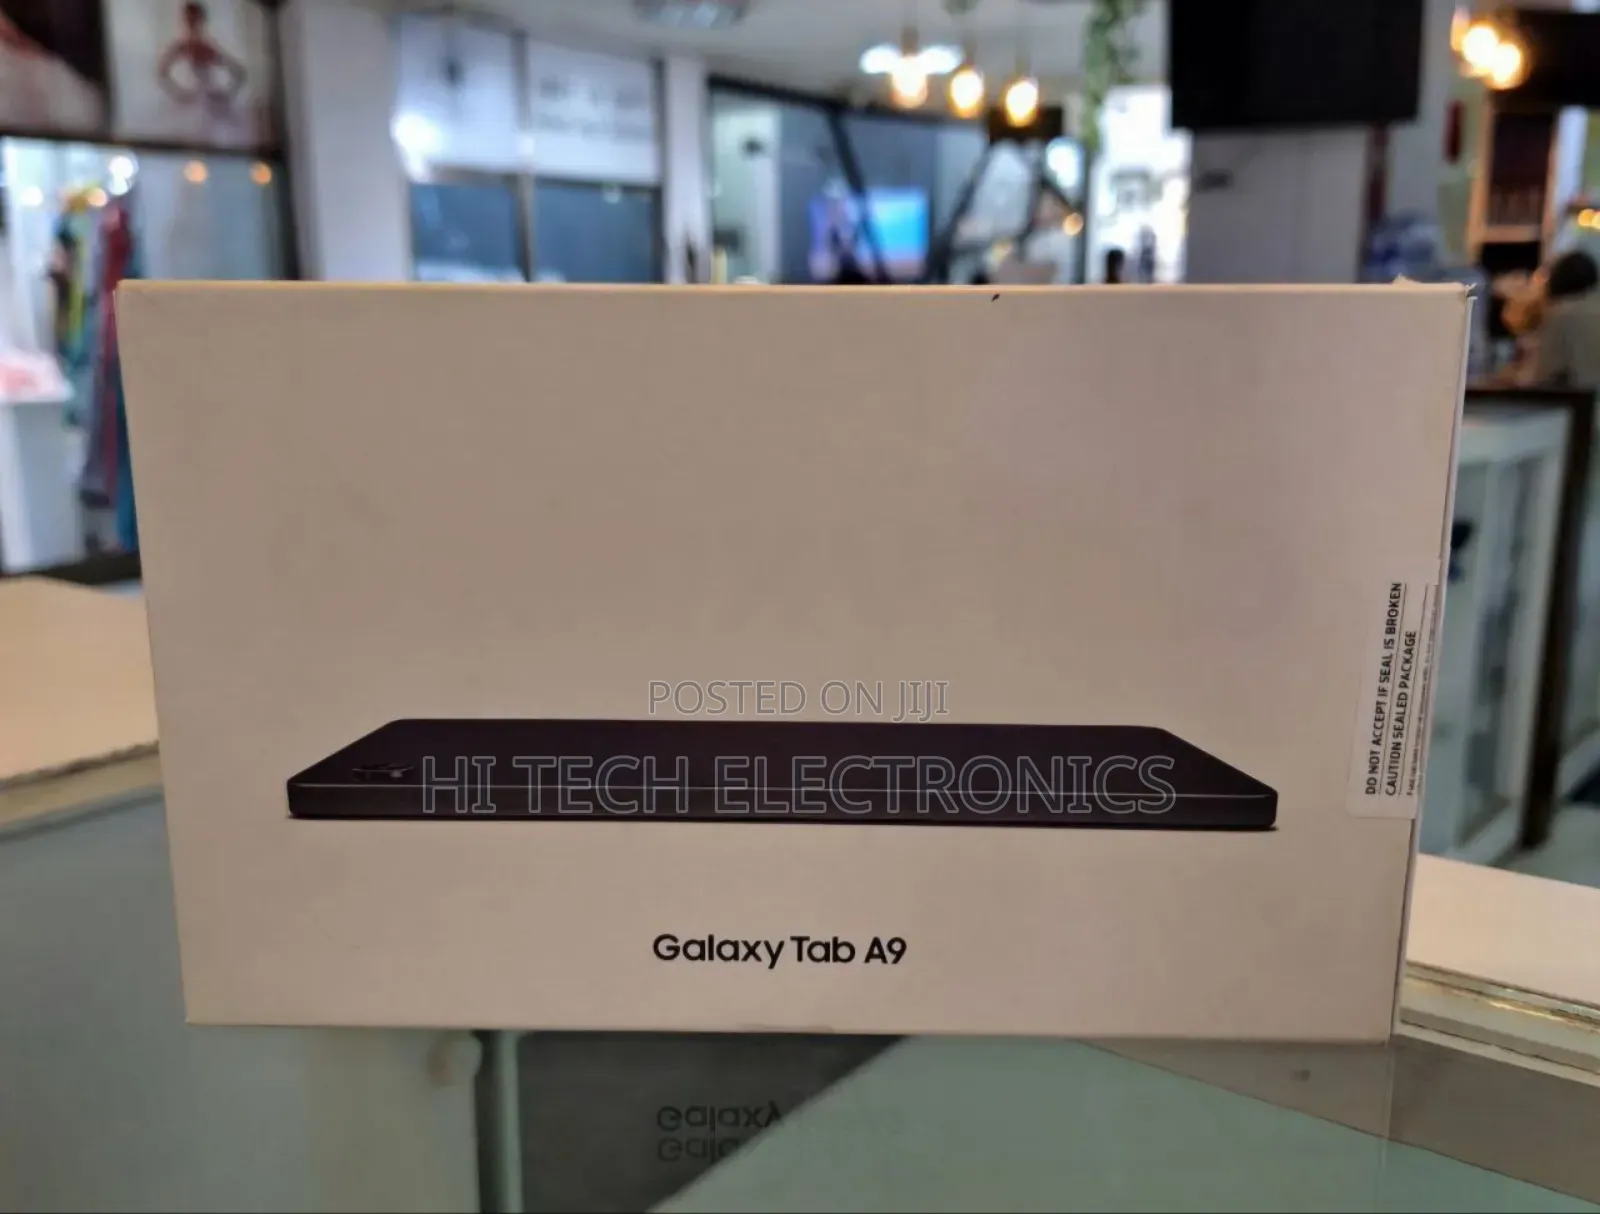 POSTED ON JIJI
HI TECH ELECTRONICS
Galaxy Tab A9
DO NOT ACCEPT IF SEAL IS BROKEN
CAUTION SEALED PACKAGE
Galaxy